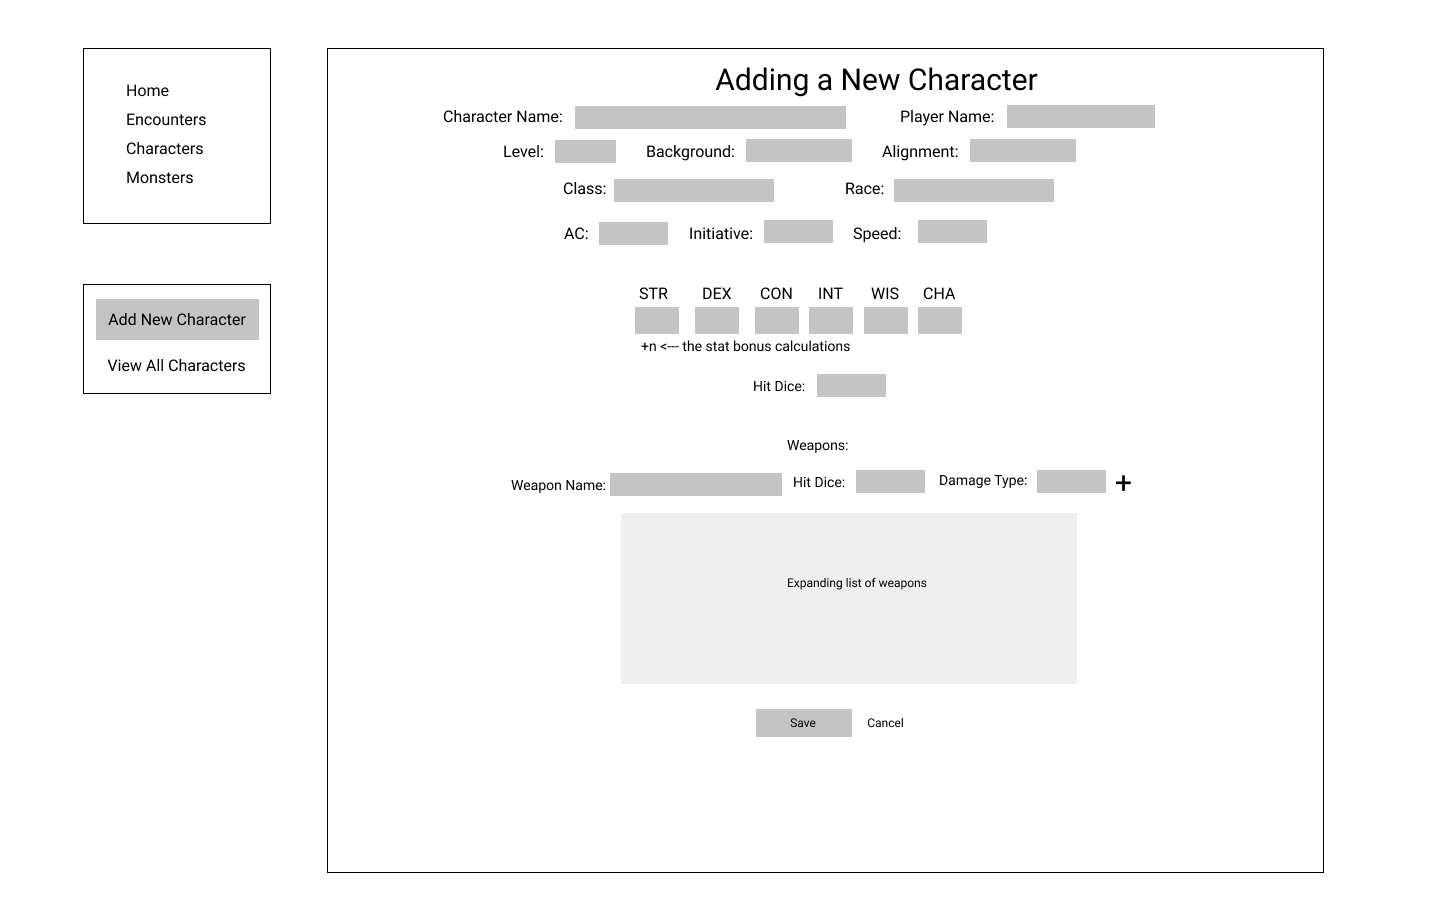 Home
Encounters
Characters
Monsters
Add New Character
View All Characters
Adding a New Character
Character Name: Player Name:
Level: Background: Alignment:
Class: Race:
AC: Initiative: Speed:
STR DEX CON INT WIS CHA
+n <--- the stat bonus calculations
Hit Dice:
Weapons:
Weapon Name: Hit Dice: Damage Type: +
Expanding list of weapons
Save Cancel